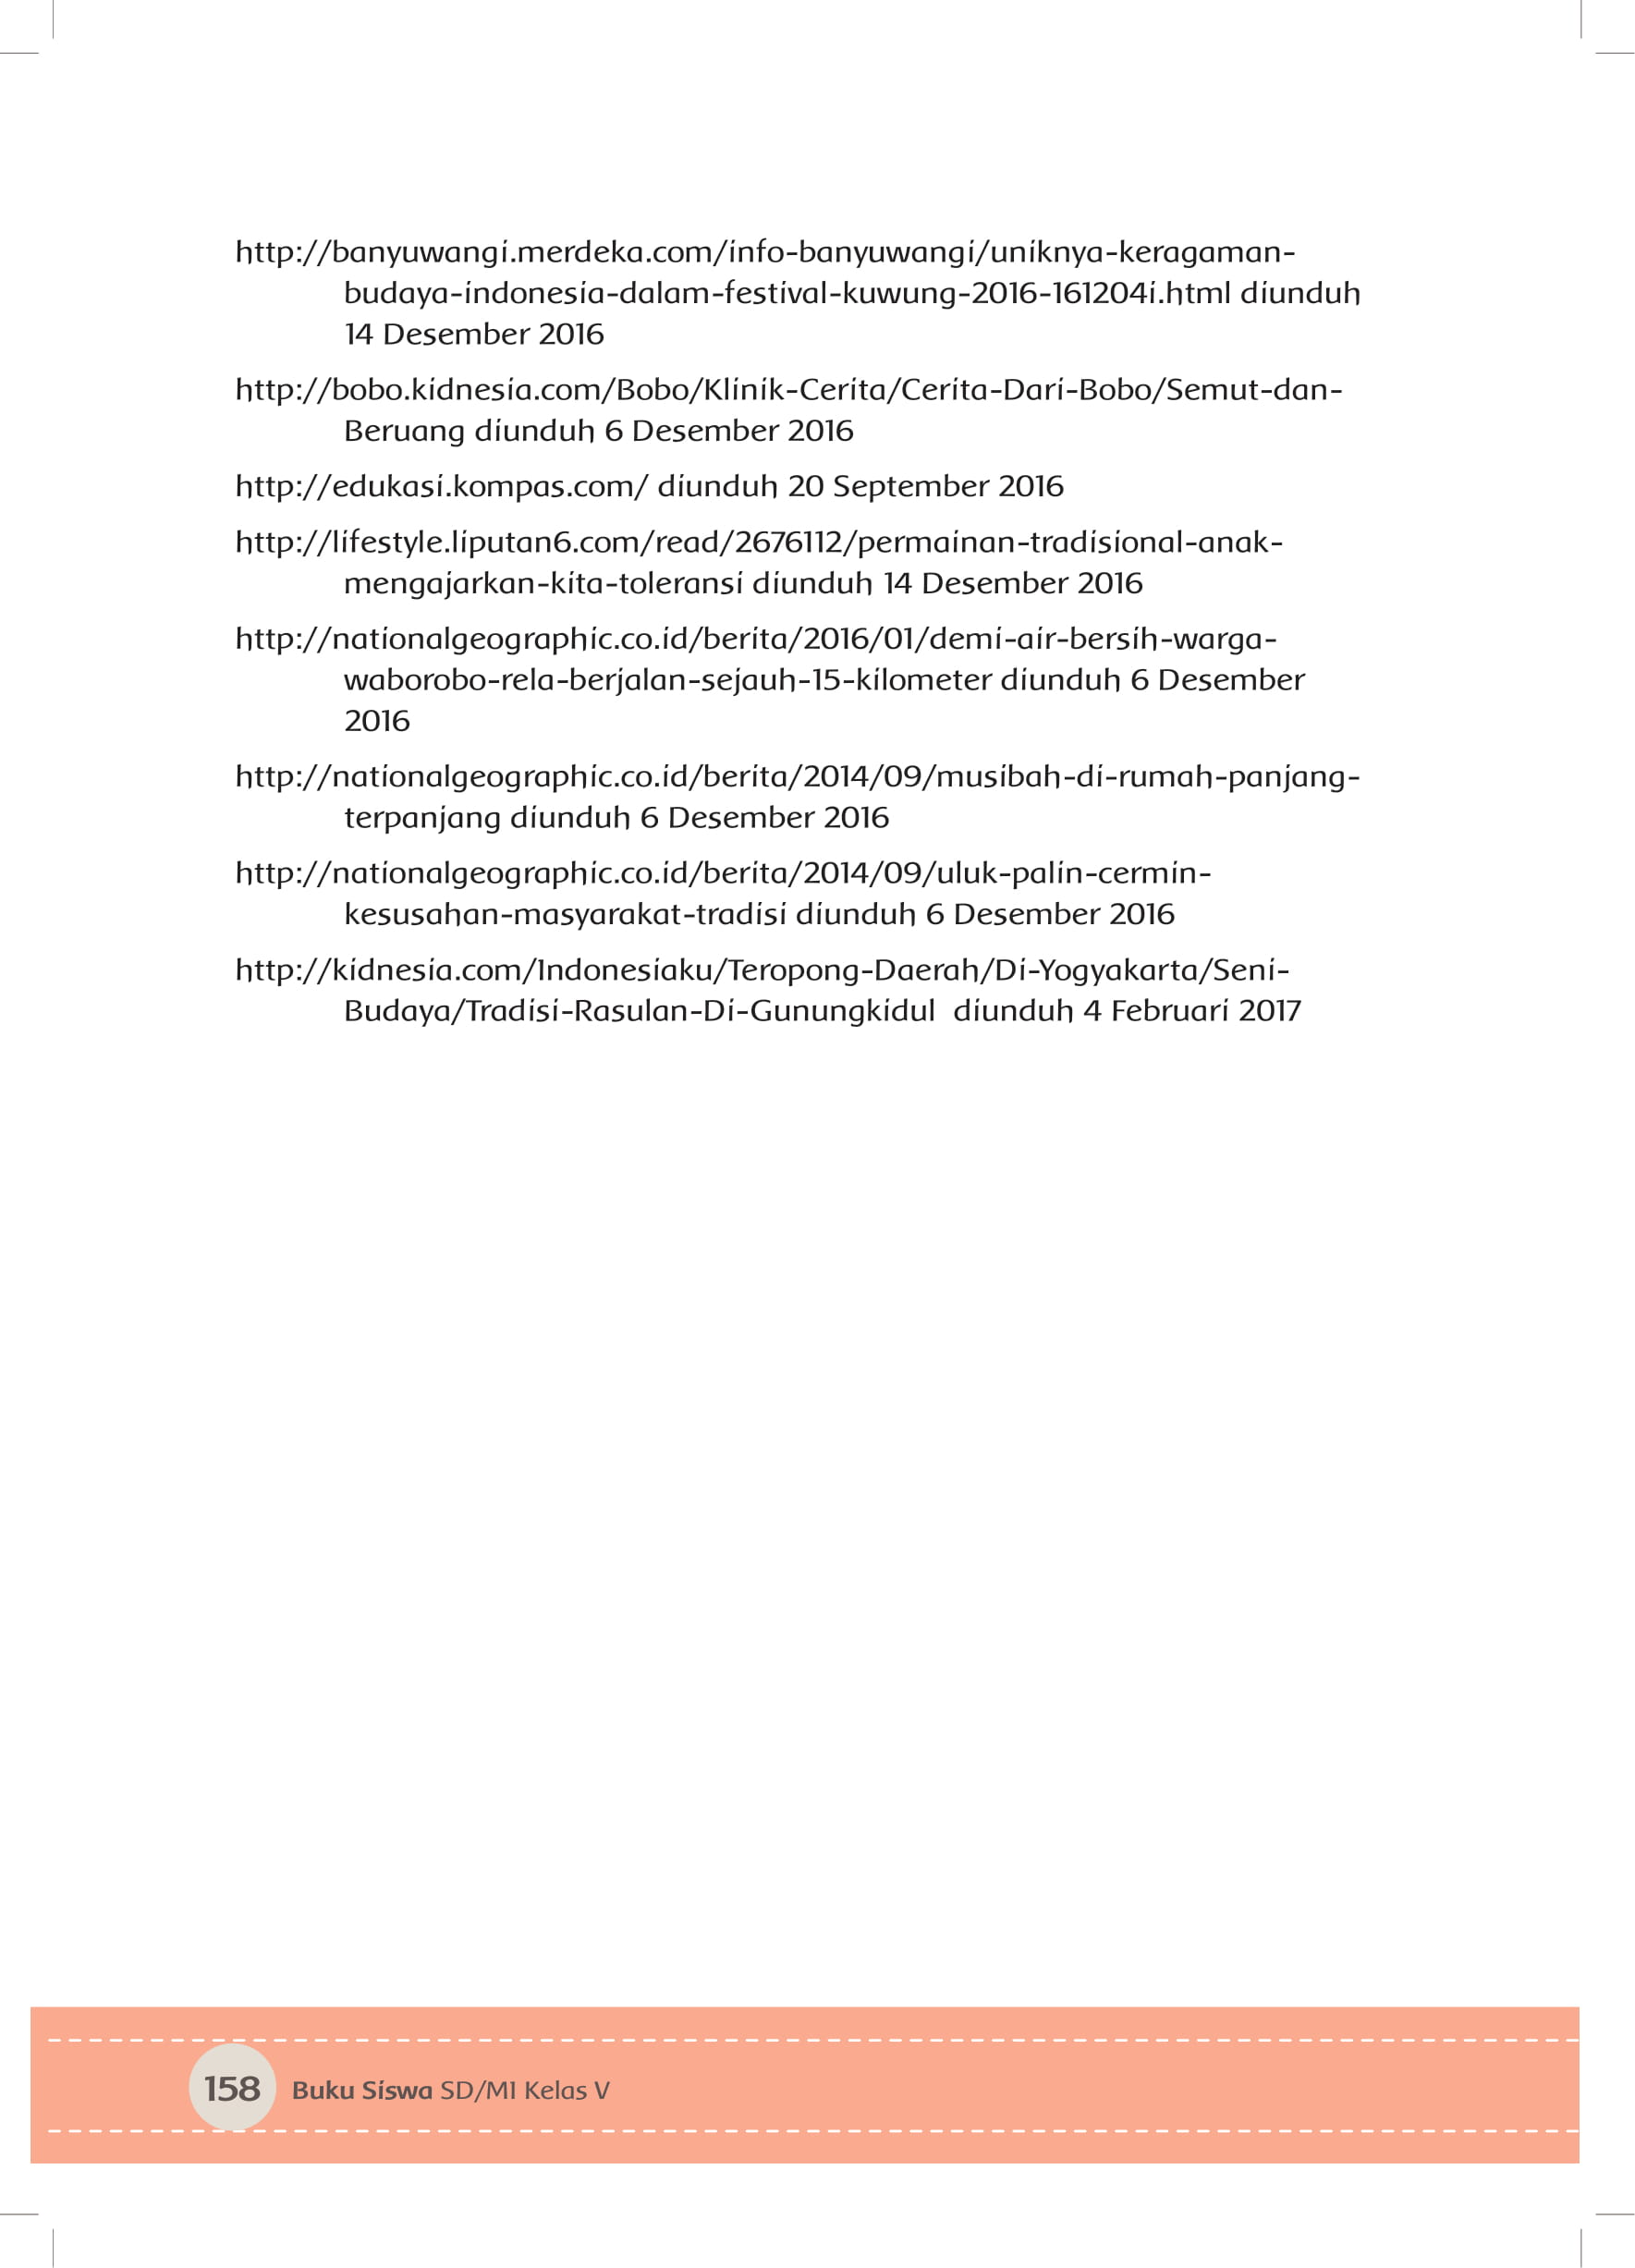 http://banyuwangi.merdeka.com/info-banyuwangi/uniknya-keragaman-
budaya-indonesia-dalam-festival-kuwung-2016-161204i.html diunduh
14 Desember 2016
http://bobo.kidnesia.com/Bobo/Klinik-Cerita/Cerita-Dari-Bobo/Semut-dan-
Beruang diunduh 6 Desember 2016
http://edukasi.kompas.com/ diunduh 20 September 2016
http://lifestyle.liputan6.com/read/2676112/permainan-tradisional-anak-
mengajarkan-kita-toleransi diunduh 14 Desember 2016
http://nationalgeographic.co.id/berita/2016/01/demi-air-bersih-warga-
waborobo-rela-berjalan-sejauh-15-kilometer diunduh 6 Desember
2016
http://nationalgeographic.co.id/berita/2014/09/musibah-di-rumah-panjang-
terpanjang diunduh 6 Desember 2016
http://nationalgeographic.co.id/berita/2014/09/uluk-palin-cermin-
kesusahan-masyarakat-tradisi diunduh 6 Desember 2016
http://kidnesia.com/Indonesiaku/Teropong-Daerah/Di-Yogyakarta/Seni-
Budaya/Tradisi-Rasulan-Di-Gunungkidul  diunduh 4 Februari 2017
158 Buku Siswa SD/MI Kelas V